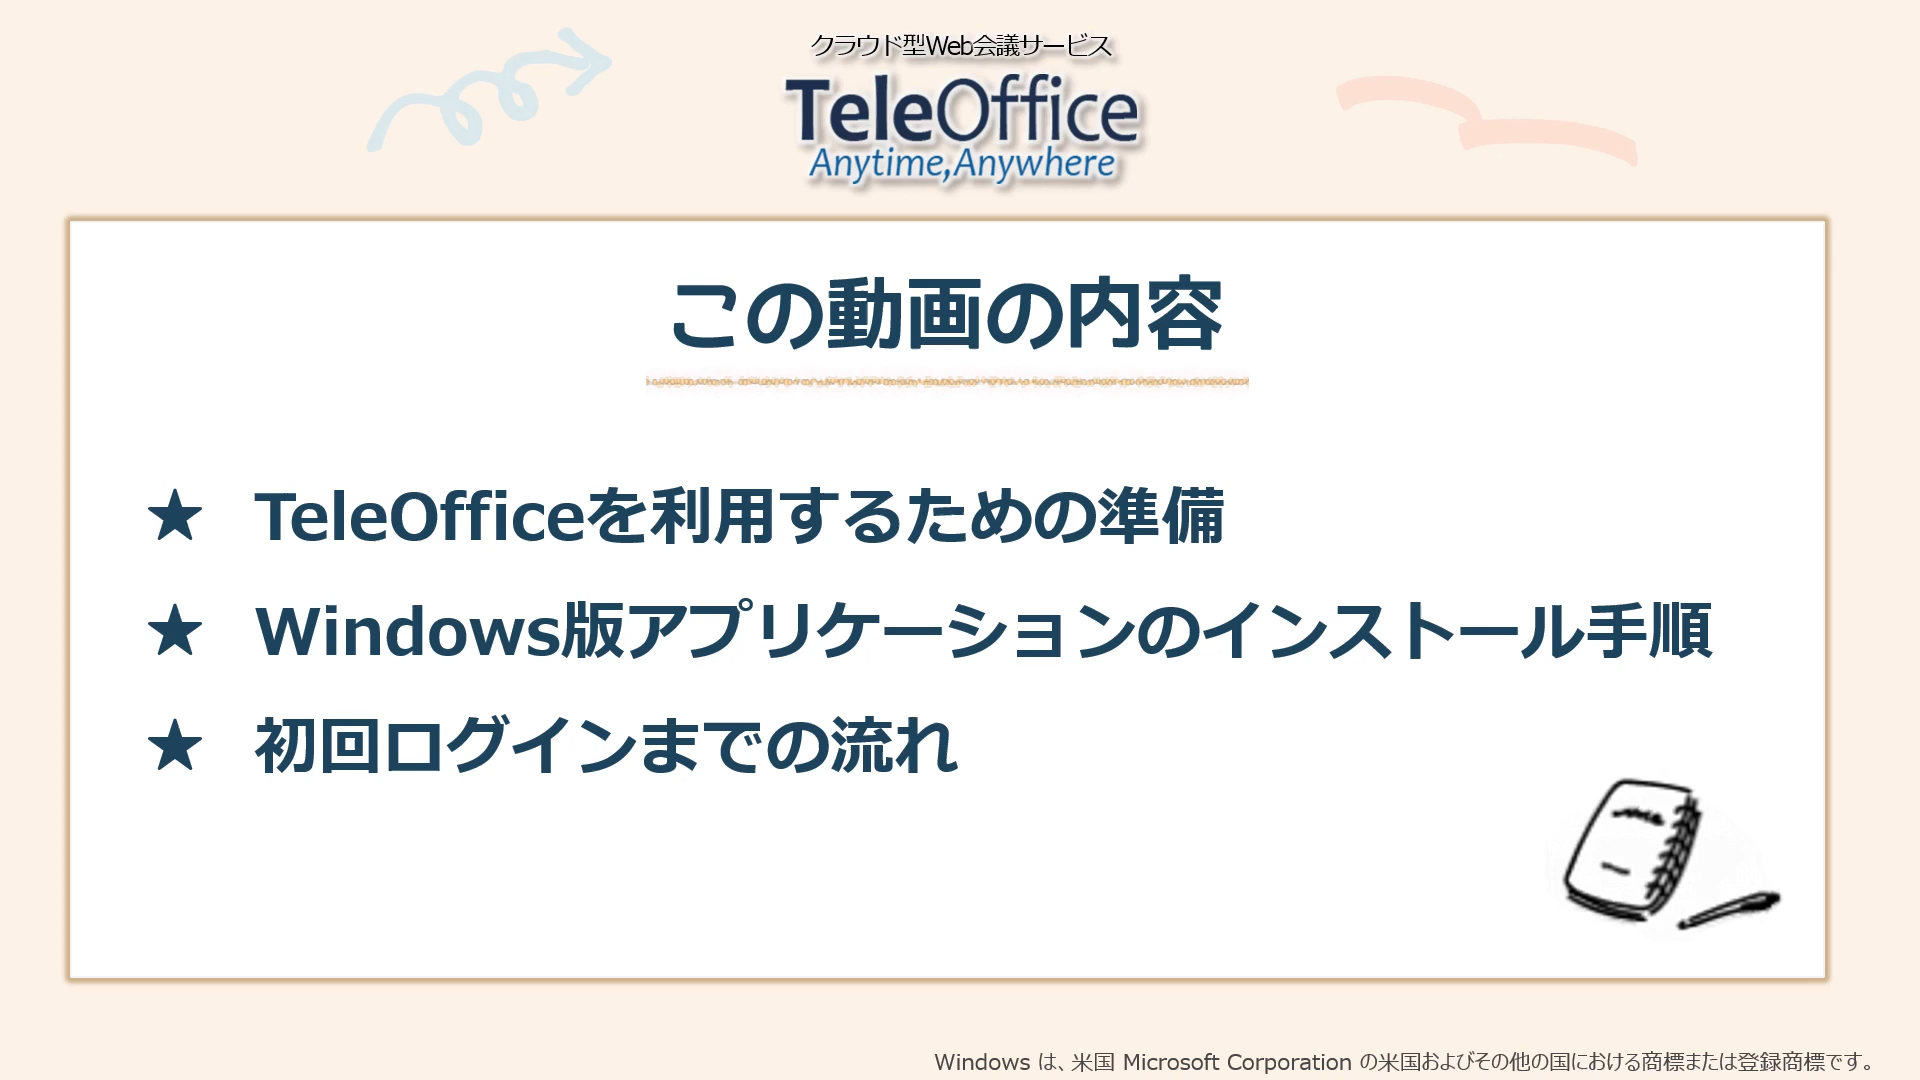 クラウド型Web会議サービス
TeleOffice
Anytime,Anywhere
この動画の内容
★ TeleOfficeを利用するための準備
★ Windows版アプリケーションのインストール手順
★ 初回ログインまでの流れ
Windows は、米国 Microsoft Corporation の米国およびその他の国における商標または登録商標です。